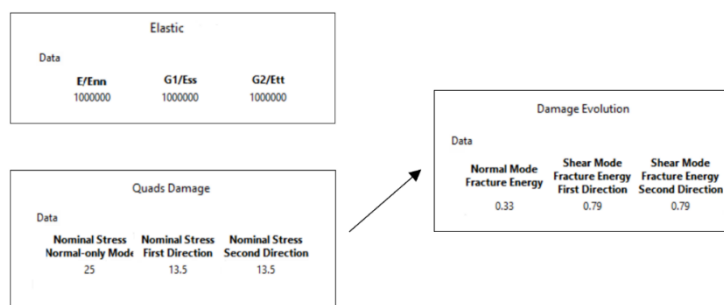 Elastic
Data
E/Enn G1/Ess G2/Ett
1000000 1000000 1000000
Quads Damage
Data
Nominal Stress Nominal Stress Nominal Stress
Normal-only Mode First Direction Second Direction
25 13.5 13.5
Damage Evolution
Data
Shear Mode Shear Mode
Normal Mode Fracture Energy Fracture Energy
Fracture Energy First Direction Second Direction
0.33 0.79 0.79